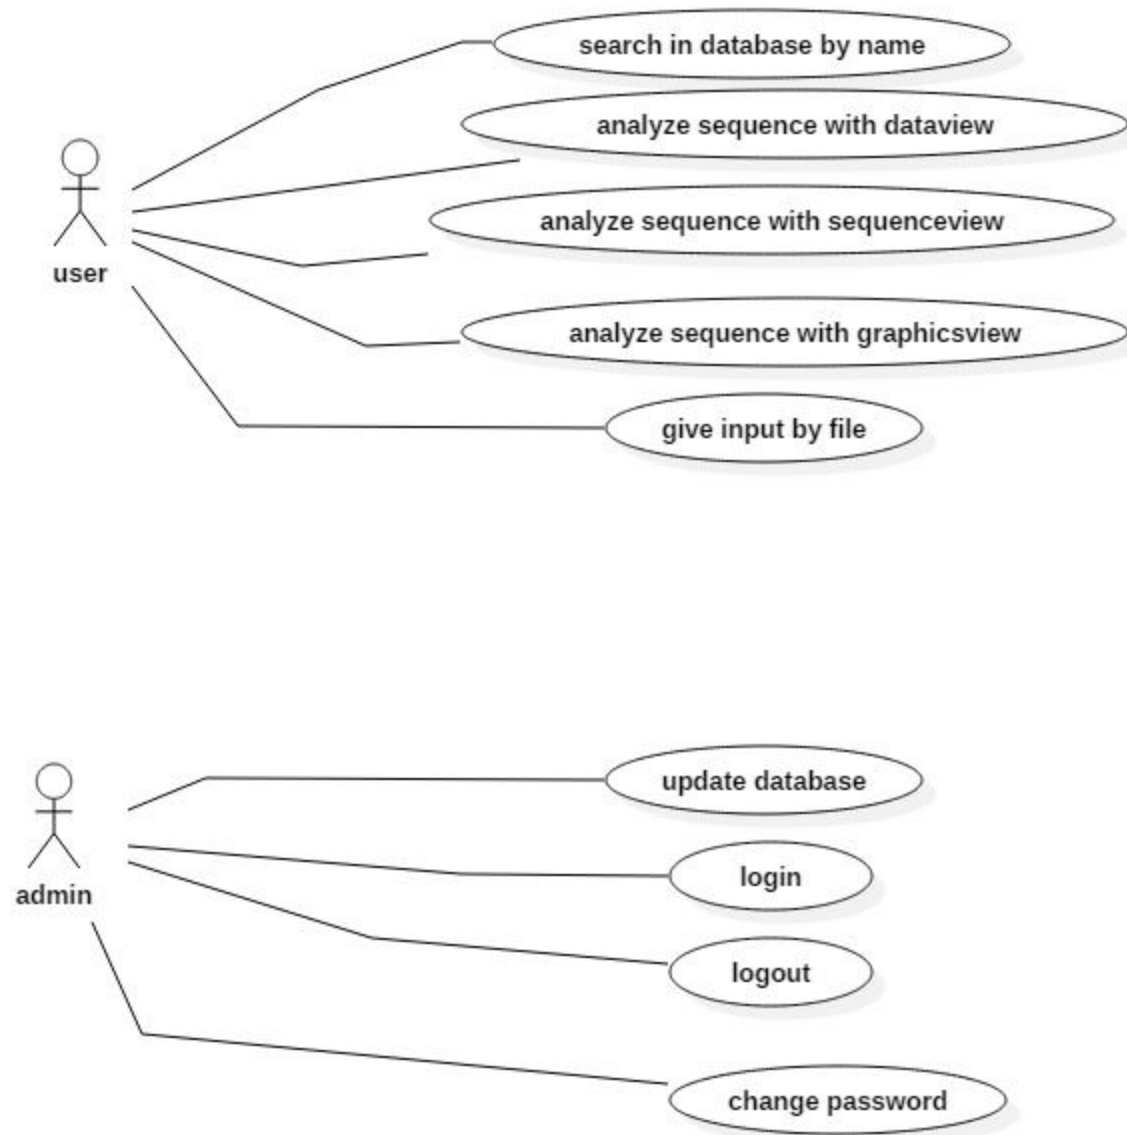 search in database by name
analyze sequence with dataview
analyze sequence with sequenceview
user
analyze sequence with graphicsview
give input by file
update database
login
admin
logout
change password